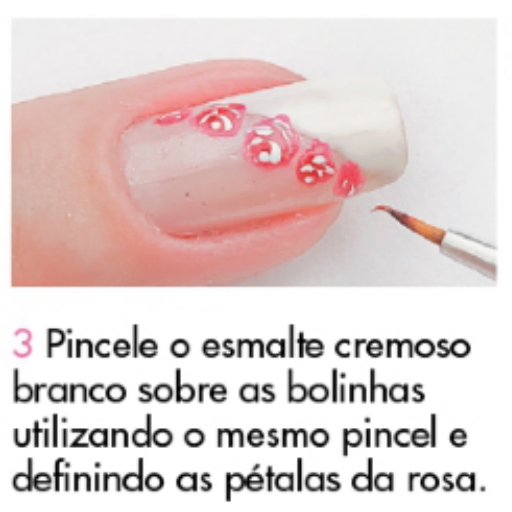 3 Pincele o esmalte cremoso
branco sobre as bolinhas
utilizando o mesmo pincel e
definindo as pétalas da rosa.